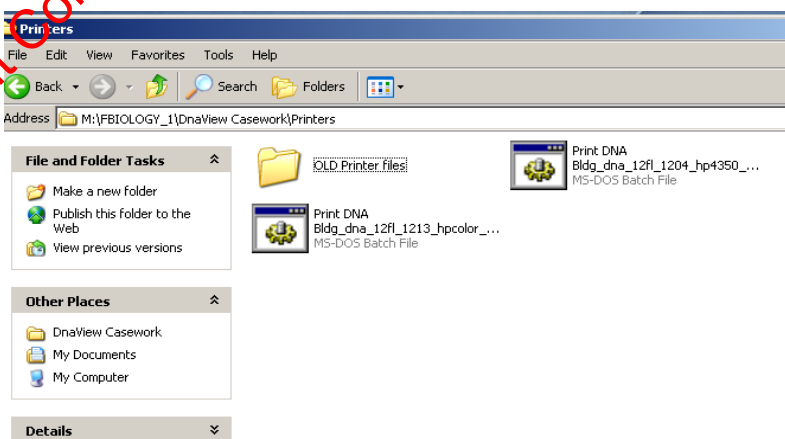 Printers
File Edit View Favorites Tools Help
Back Search Folders
Address M:\FBIOLOGY_1\DnaView Casework\Printers
File and Folder Tasks
Make a new folder
Publish this folder to the
Web
View previous versions
Other Places
DnaView Casework
My Documents
My Computer
Details
OLD Printer files
Print DNA
Bldg_dna_12fl_1204_hp4350_...
MS-DOS Batch File
Print DNA
Bldg_dna_12fl_1213_hpcolor_...
MS-DOS Batch File